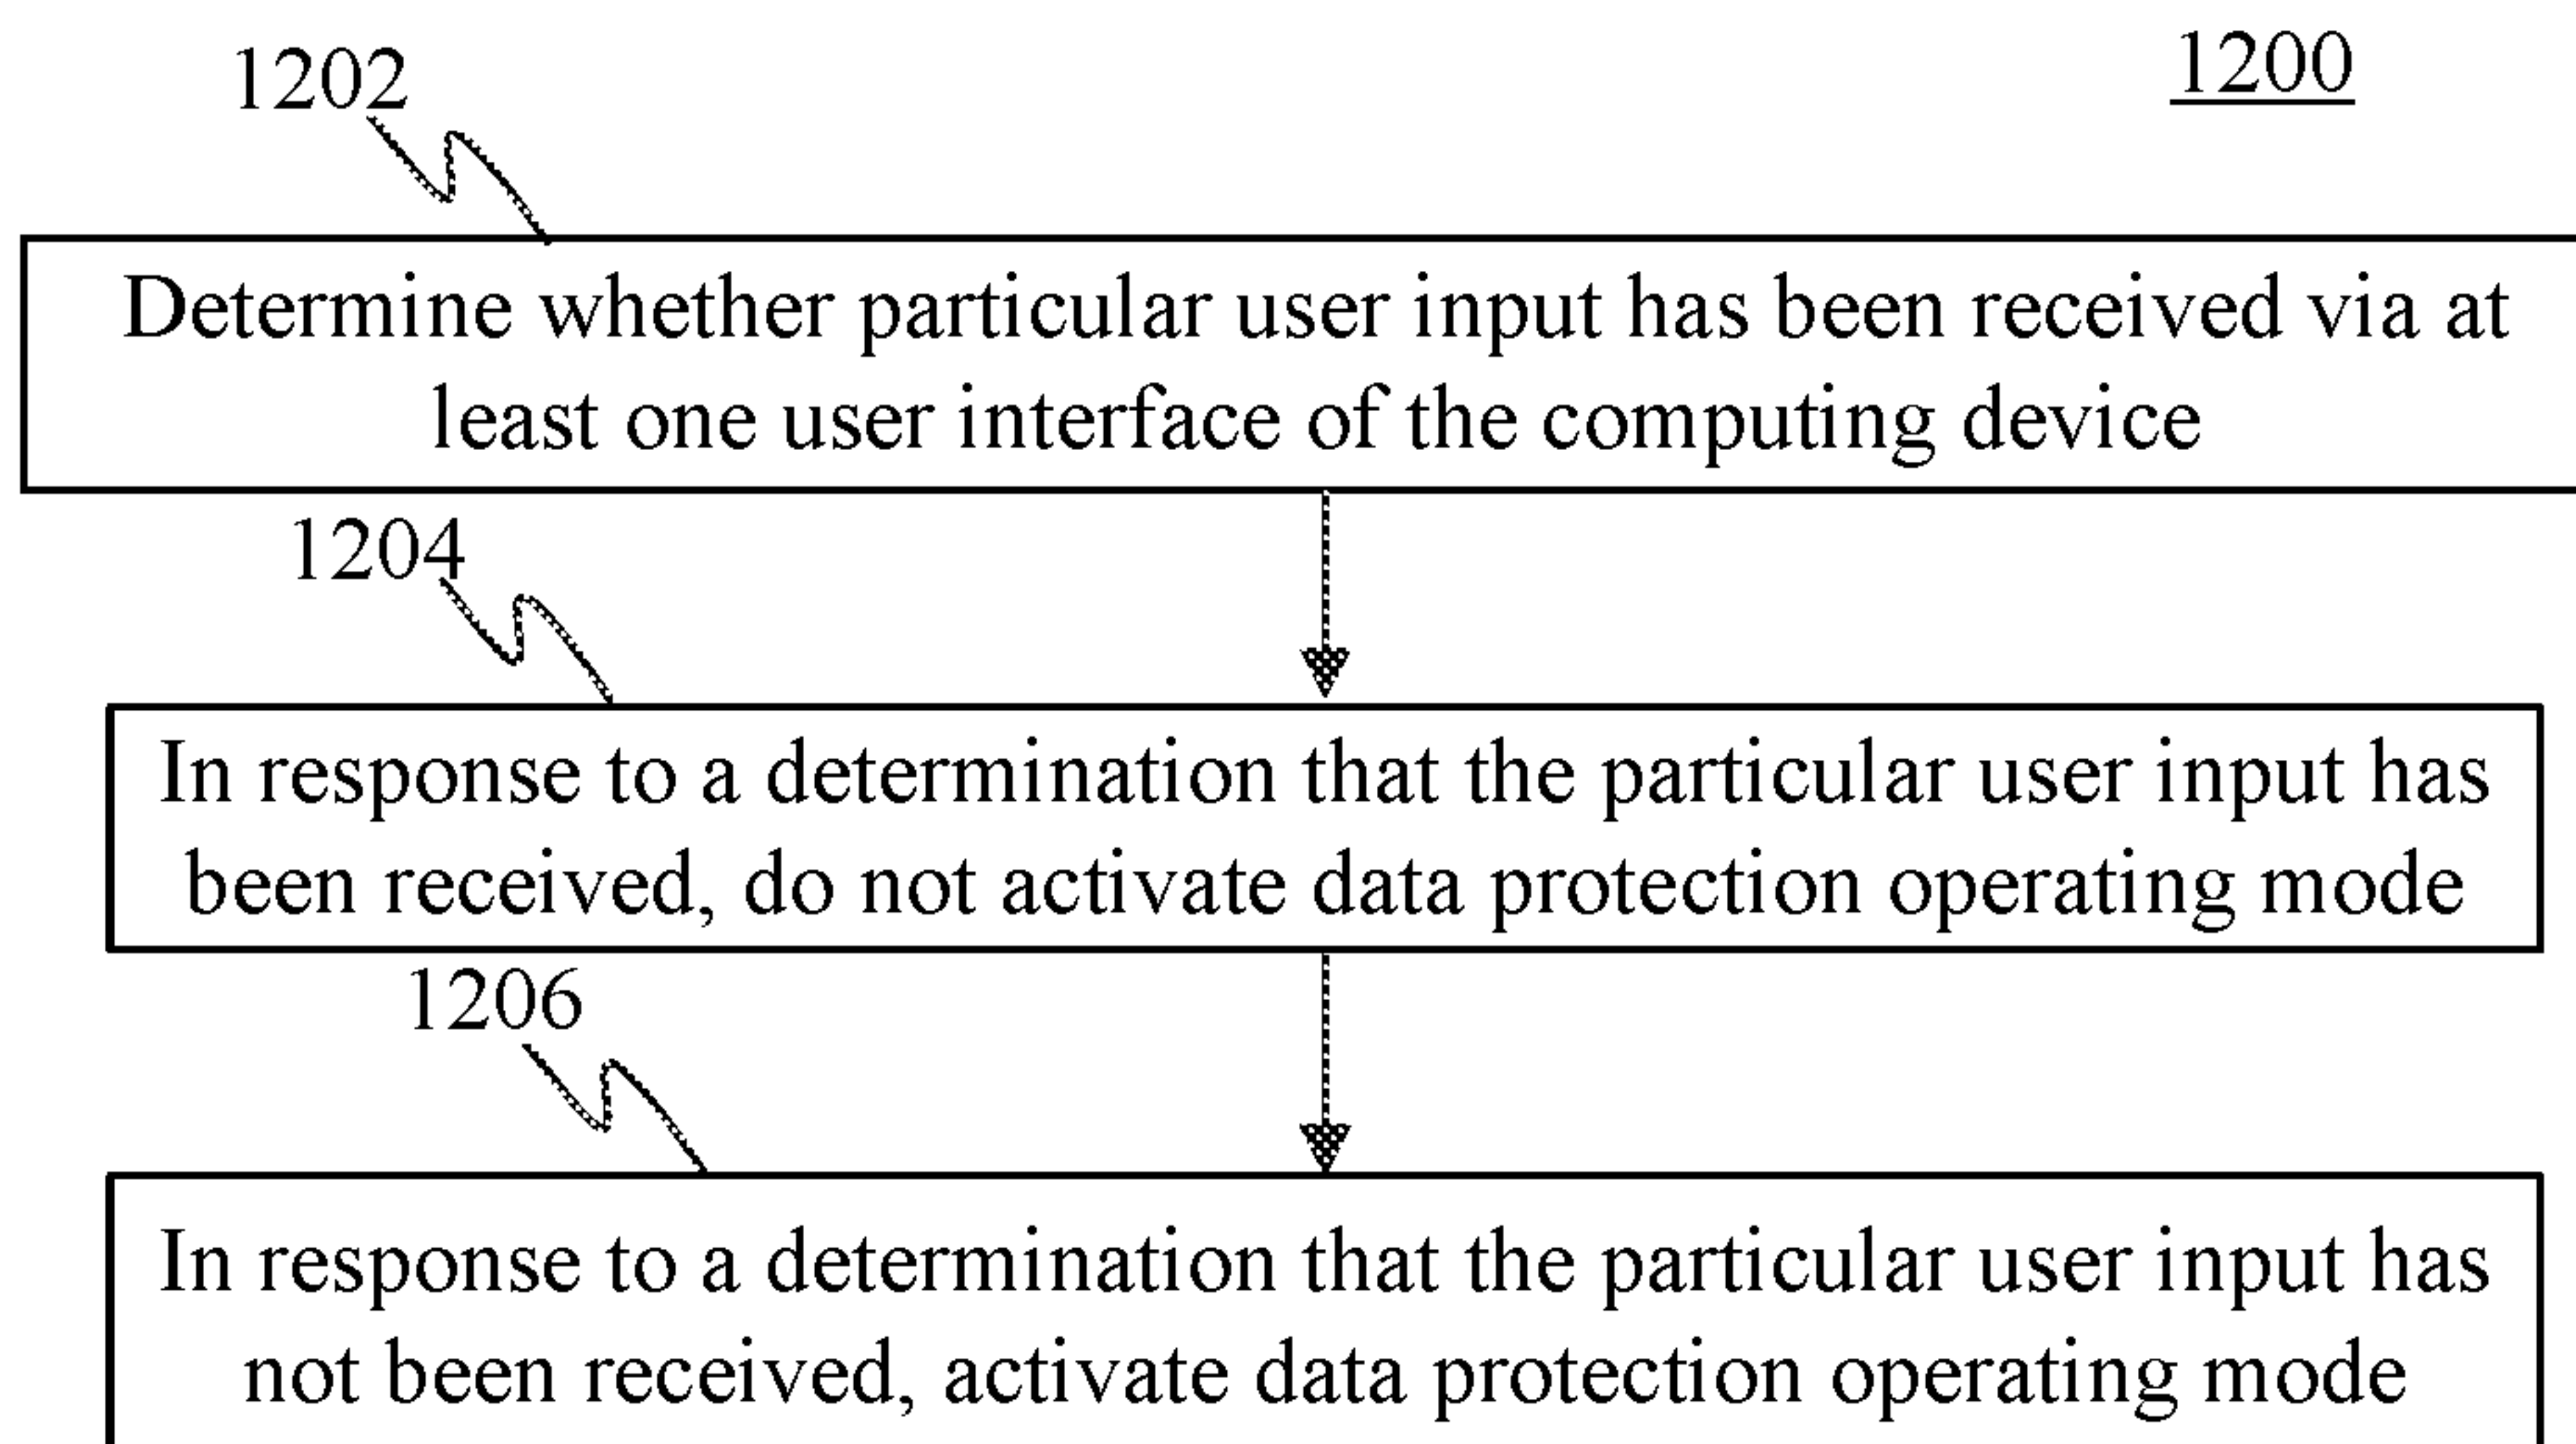 1200
1202
Determine whether particular user input has been received via at
least one user interface of the computing device
1204
In response to a determination that the particular user input has
been received, do not activate data protection operating mode
1206
In response to a determination that the particular user input has
not been received, activate data protection operating mode